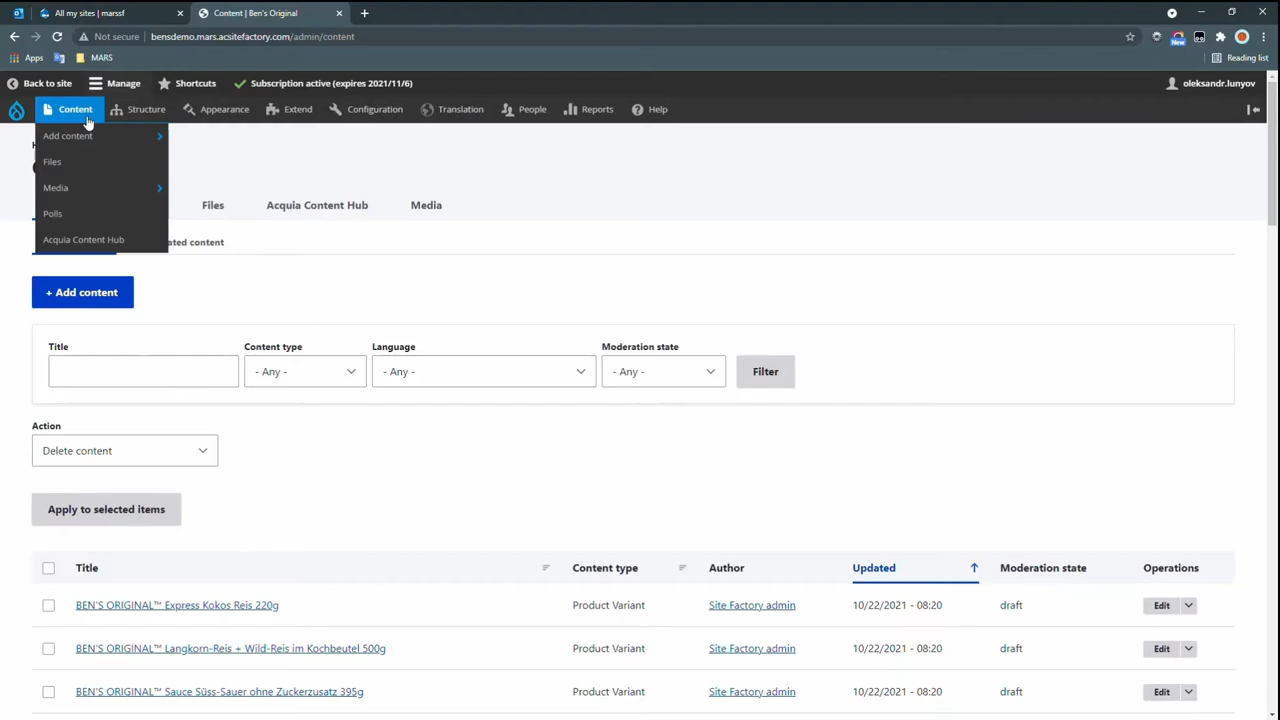 All my sites | marssf
Content | Ben's Original
Not secure
bensdemo.mars.acsitefactory.com/admin/content
New
Apps
MARS
Reading list
Back to site
Manage
Shortcuts
Subscription active (expires 2021/11/6)
oleksandr.lunyov
Content
Structure
Appearance
Extend
Configuration
Translation
People
Reports
Help
Add content
Files
Media
Polls
Acquia Content Hub
Files
Acquia Content Hub
Media
ated content
+ Add content
Title
Content type
Language
Moderation state
- Any -
- Any -
- Any -
Filter
Action
Delete content
Apply to selected items
Title
Content type
Author
Updated
Moderation state
Operations
BEN'S ORIGINAL™ Express Kokos Reis 220g
Product Variant
Site Factory admin
10/22/2021 - 08:20
draft
Edit
BEN'S ORIGINAL™ Langkorn-Reis + Wild-Reis im Kochbeutel 500g
Product Variant
Site Factory admin
10/22/2021 - 08:20
draft
Edit
BEN'S ORIGINAL™ Sauce Süss-Sauer ohne Zuckerzusatz 395g
Product Variant
Site Factory admin
10/22/2021 - 08:20
draft
Edit